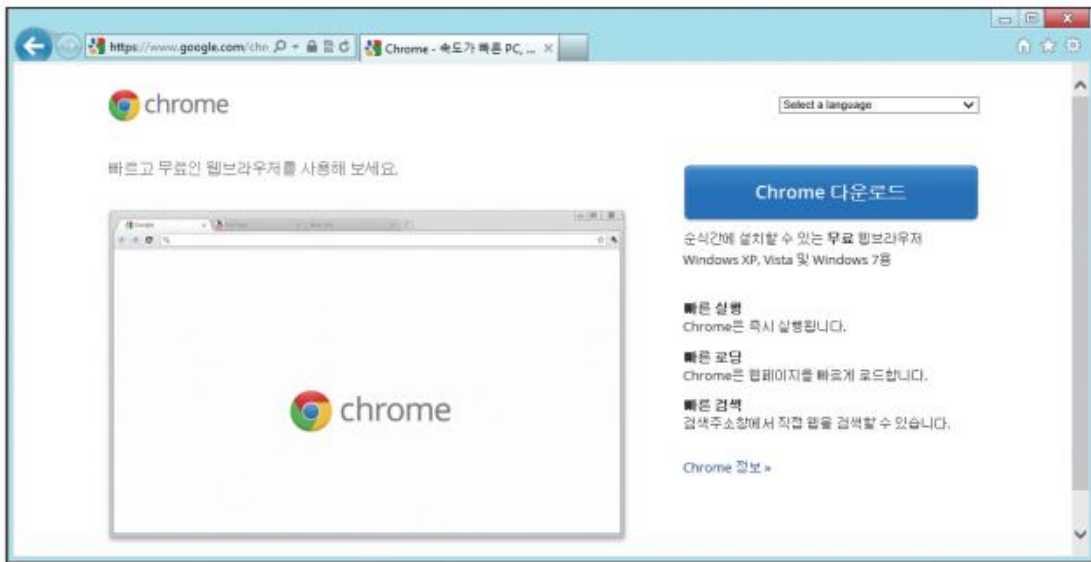 https://www.google.com/chr
Chrome - 속도가 빠른 PC, ...
chrome
Select a language
빠르고 무료인 웹브라우저를 사용해 보세요.
Chrome 다운로드
순식간에 설치할 수 있는 무료 웹브라우저
Windows XP, Vista 및 Windows 7용
빠른 실행
Chrome은 즉시 실행됩니다.
빠른 로딩
Chrome은 웹페이지를 빠르게 로드합니다.
빠른 검색
검색주소창에서 직접 웹을 검색할 수 있습니다.
Chrome 정보 »
Google
chrome